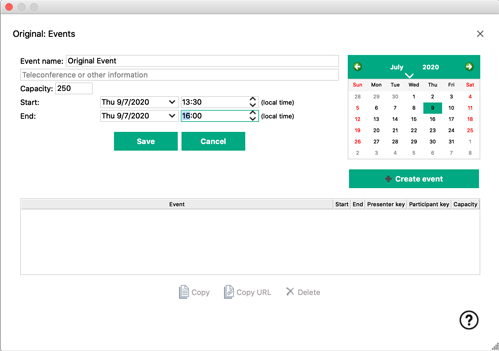 Original: Events
Event name: Original Event
Teleconference or other information
Capacity: 250
Start: Thu 9/7/2020 13:30 (local time)
End: Thu 9/7/2020 16:00 (local time)
Save Cancel
July 2020
Sun Mon Tue Wed Thu Fri Sat
28 29 30 1 2 3 4
5 6 7 8 9 10 11
12 13 14 15 16 17 18
19 20 21 22 23 24 25
26 27 28 29 30 31 1
2 3 4 5 6 7 8
Create event
Event Start End Presenter key Participant key Capacity
Copy Copy URL Delete
?